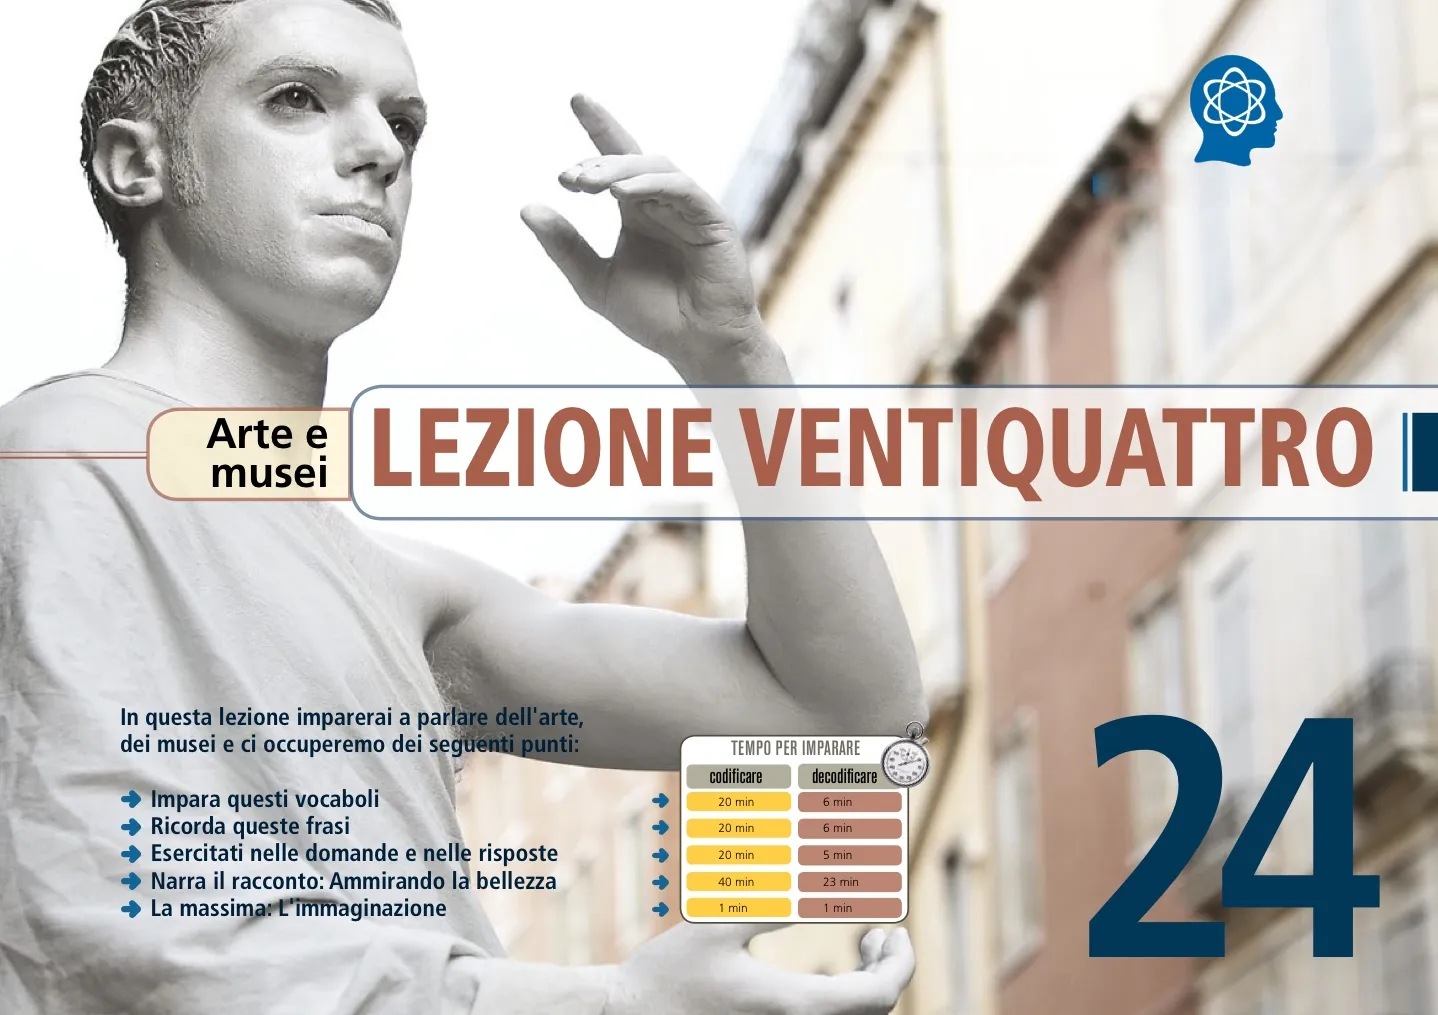 Arte e
musei
LEZIONE VENTIQUATTRO
In questa lezione imparerai a parlare dell'arte,
dei musei e ci occuperemo dei seguenti punti:
Impara questi vocaboli
Ricorda queste frasi
Esercitati nelle domande e nelle risposte
Narra il racconto: Ammirando la bellezza
La massima: L'immaginazione
TEMPO PER IMPARARE
codificare decodificare
20 min 6 min
20 min 6 min
20 min 5 min
40 min 23 min
1 min 1 min
24